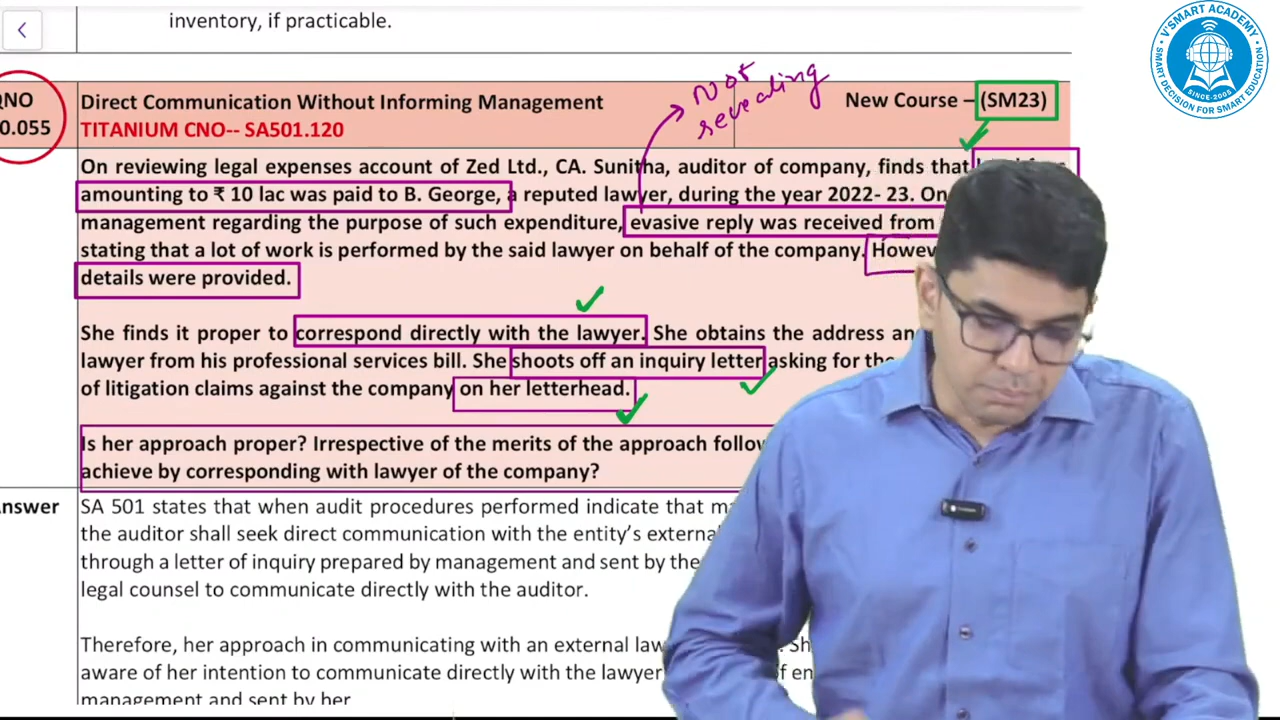 inventory, if practicable.
V'SMART ACADEMY
SMART DECISION FOR SMART EDUCATION
SINCE-2005
Not revealing
QNO
0.055
Direct Communication Without Informing Management
New Course – (SM23)
TITANIUM CNO-- SA501.120
On reviewing legal expenses account of Zed Ltd., CA. Sunitha, auditor of company, finds that
amounting to ₹ 10 lac was paid to B. George, a reputed lawyer, during the year 2022- 23. On
management regarding the purpose of such expenditure, evasive reply was received from
stating that a lot of work is performed by the said lawyer on behalf of the company.
details were provided.
She finds it proper to correspond directly with the lawyer. She obtains the address
lawyer from his professional services bill. She shoots off an inquiry letter asking for the
of litigation claims against the company on her letterhead.
Is her approach proper? Irrespective of the merits of the approach
achieve by corresponding with lawyer of the company?
nswer
SA 501 states that when audit procedures performed indicate that
the auditor shall seek direct communication with the entity's external
through a letter of inquiry prepared by management and sent by the
legal counsel to communicate directly with the auditor.
Therefore, her approach in communicating with an external
aware of her intention to communicate directly with the lawyer
management and sent by her